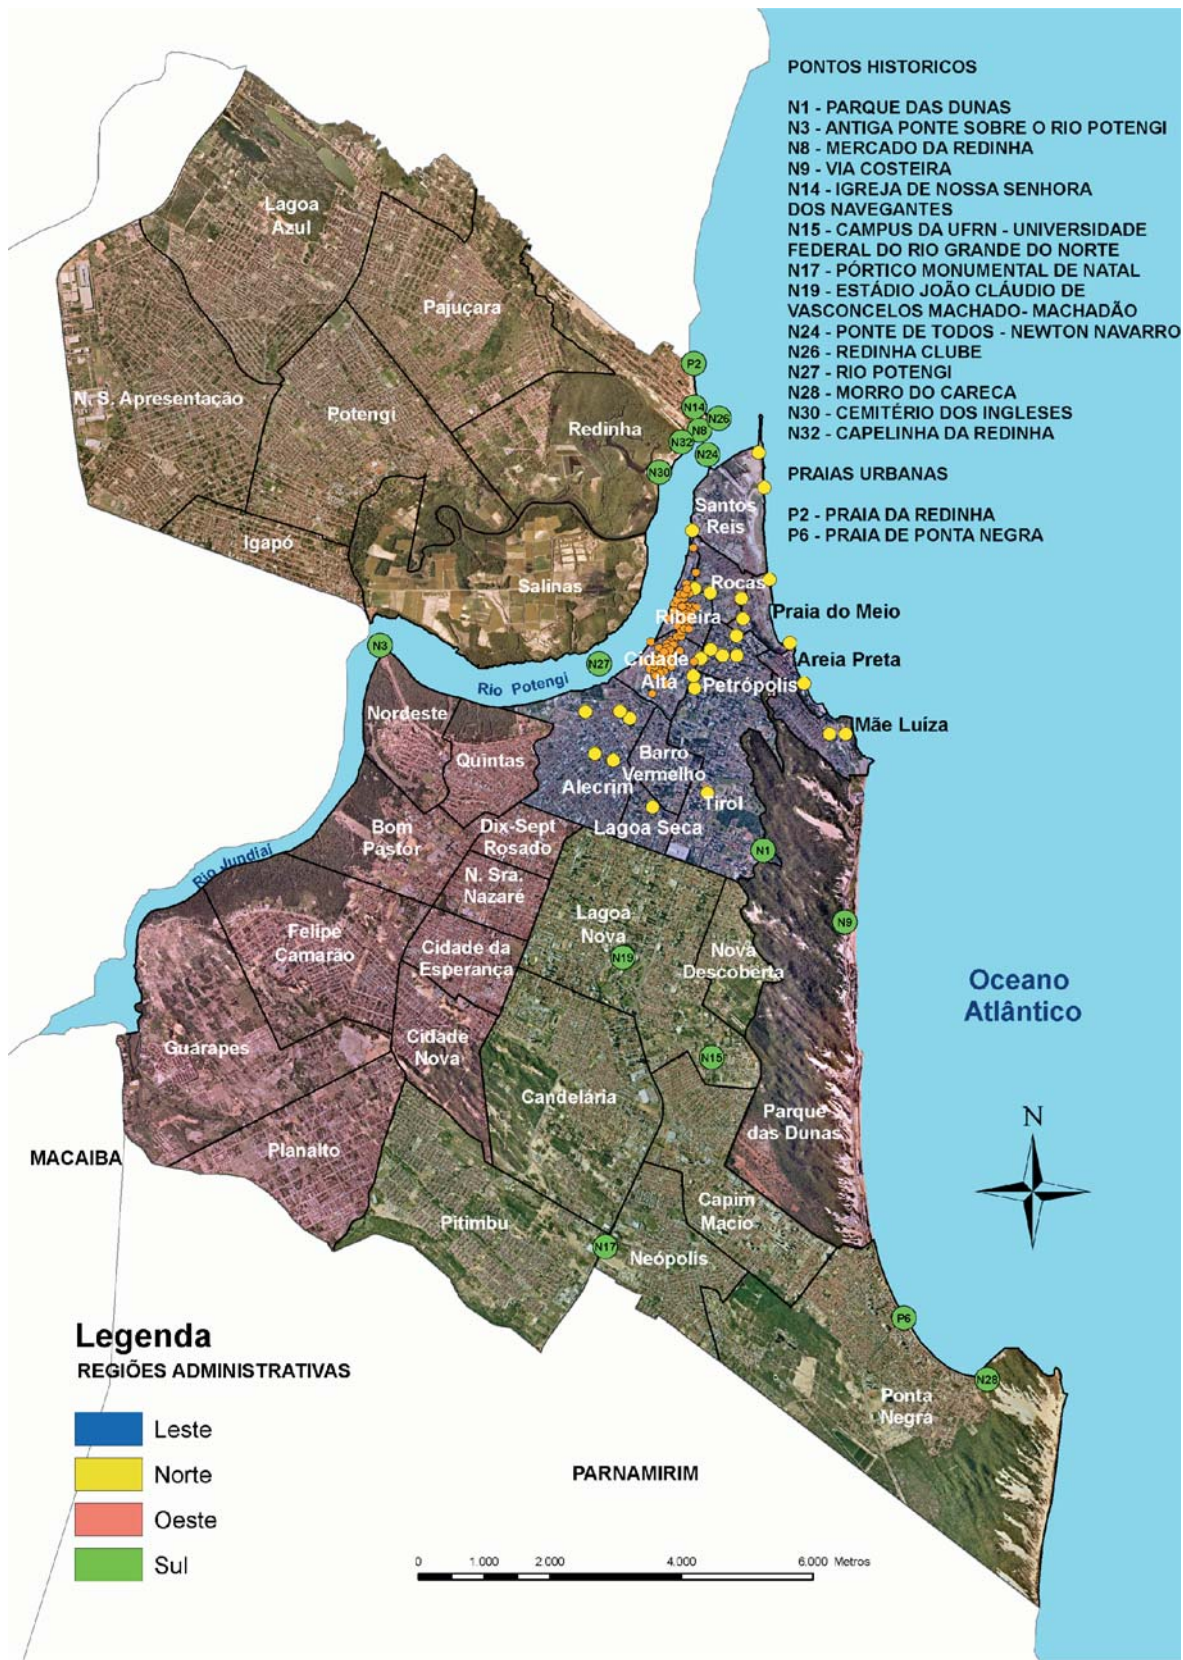 PONTOS HISTORICOS
N1 - PARQUE DAS DUNAS
N3 - ANTIGA PONTE SOBRE O RIO POTENGI
N8 - MERCADO DA REDINHA
N9 - VIA COSTEIRA
N14 - IGREJA DE NOSSA SENHORA
DOS NAVEGANTES
N15 - CAMPUS DA UFRN - UNIVERSIDADE
FEDERAL DO RIO GRANDE DO NORTE
N17 - PÓRTICO MONUMENTAL DE NATAL
N19 - ESTÁDIO JOÃO CLÁUDIO DE
VASCONCELOS MACHADO- MACHADÃO
N24 - PONTE DE TODOS - NEWTON NAVARRO
N26 - REDINHA CLUBE
N27 - RIO POTENGI
N28 - MORRO DO CARECA
N30 - CEMITÉRIO DOS INGLESES
N32 - CAPELINHA DA REDINHA
PRAIAS URBANAS
P2 - PRAIA DA REDINHA
P6 - PRAIA DE PONTA NEGRA
Lagoa
Azul
Pajuçara
P2
N. S. Apresentação
Potengi
Redinha
N14
N26
N8
N32
N24
N30
Santos
Reis
Igapó
Salinas
Rocas
Ribeira
Praia do Meio
N3
N27
Cidade
Alta
Areia Preta
Rio Potengi
Petrópolis
Nordeste
Mãe Luíza
Quintas
Barro
Vermelho
Alecrim
Tirol
Bom
Pastor
Dix-Sept
Rosado
Lagoa Seca
N1
Rio Jundiai
N. Sra.
Nazaré
Lagoa
Nova
N9
Felipe
Camarão
Cidade da
Esperança
N19
Nova
Descoberta
Oceano
Atlântico
Guarapes
Cidade
Nova
N15
Candelária
Parque
das Dunas
N
MACAIBA
Planalto
Capim
Macio
Pitimbu
N17
Neópolis
P6
N28
Ponta
Negra
PARNAMIRIM
Legenda
REGIÕES ADMINISTRATIVAS
Leste
Norte
Oeste
Sul
0 1.000 2.000 4.000 6.000 Metros